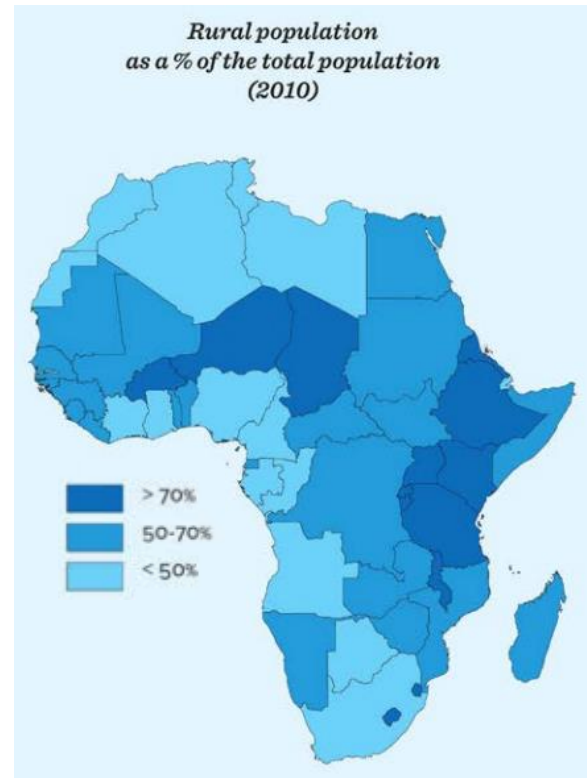 Rural population
as a % of the total population
(2010)
> 70%
50-70%
< 50%